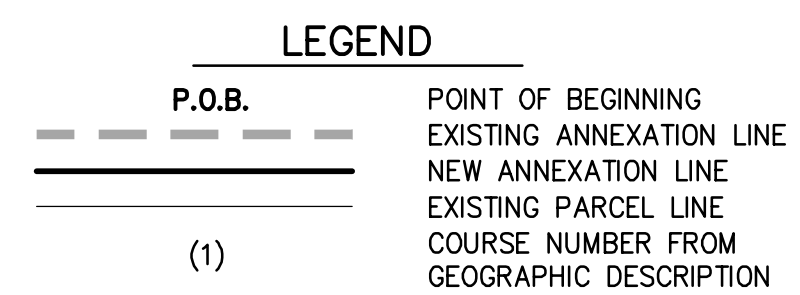 LEGEND
P.O.B. POINT OF BEGINNING
EXISTING ANNEXATION LINE
NEW ANNEXATION LINE
EXISTING PARCEL LINE
(1) COURSE NUMBER FROM
GEOGRAPHIC DESCRIPTION